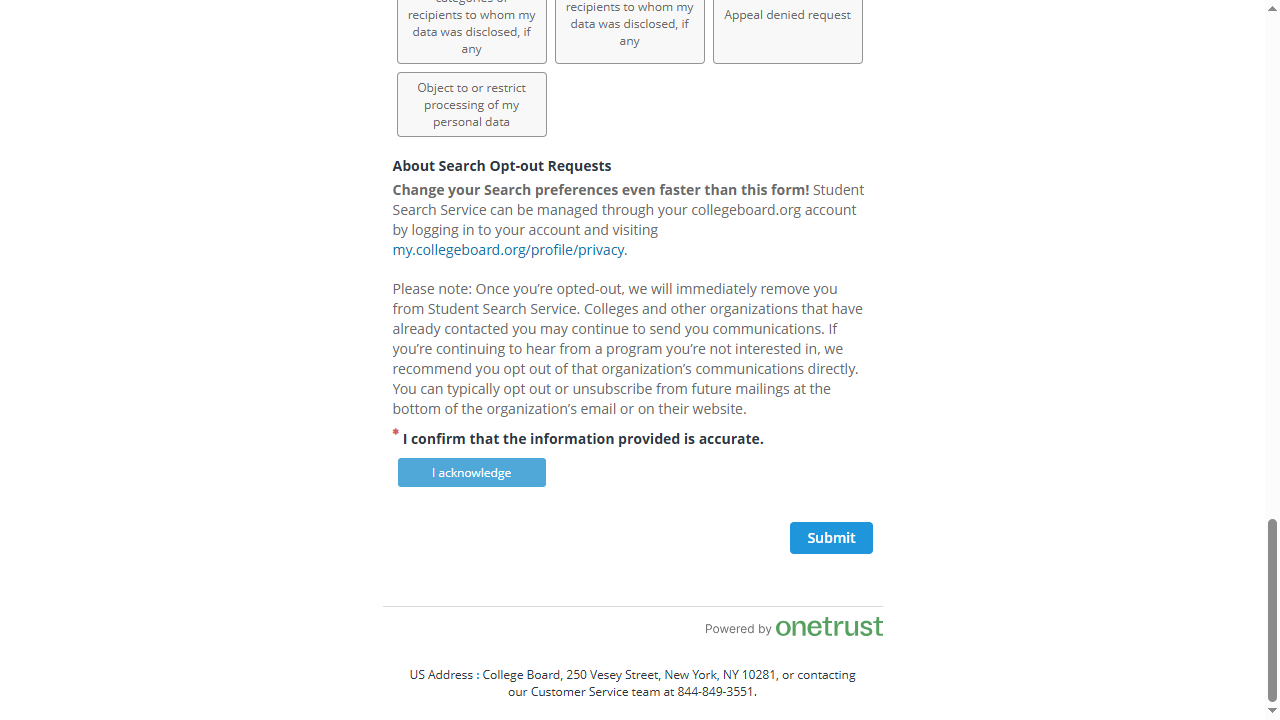 recipients to whom my
data was disclosed, if
any
recipients to whom my
data was disclosed, if
any
Appeal denied request
Object to or restrict
processing of my
personal data
About Search Opt-out Requests
Change your Search preferences even faster than this form! Student
Search Service can be managed through your collegeboard.org account
by logging in to your account and visiting
my.collegeboard.org/profile/privacy.
Please note: Once you’re opted-out, we will immediately remove you
from Student Search Service. Colleges and other organizations that have
already contacted you may continue to send you communications. If
you’re continuing to hear from a program you’re not interested in, we
recommend you opt out of that organization’s communications directly.
You can typically opt out or unsubscribe from future mailings at the
bottom of the organization’s email or on their website.
* I confirm that the information provided is accurate.
I acknowledge
Submit
Powered by onetrust
US Address : College Board, 250 Vesey Street, New York, NY 10281, or contacting
our Customer Service team at 844-849-3551.